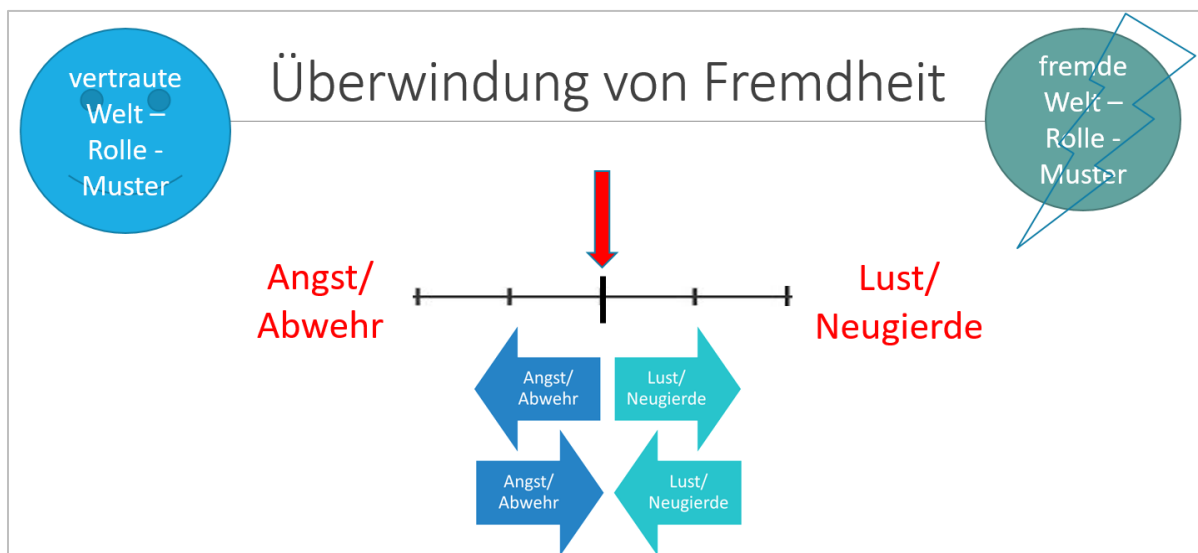 vertraute
Welt –
Rolle -
Muster
Überwindung von Fremdheit
fremde
Welt –
Rolle -
Muster
Angst/
Abwehr
Lust/
Neugierde
Angst/
Abwehr
Lust/
Neugierde
Angst/
Abwehr
Lust/
Neugierde